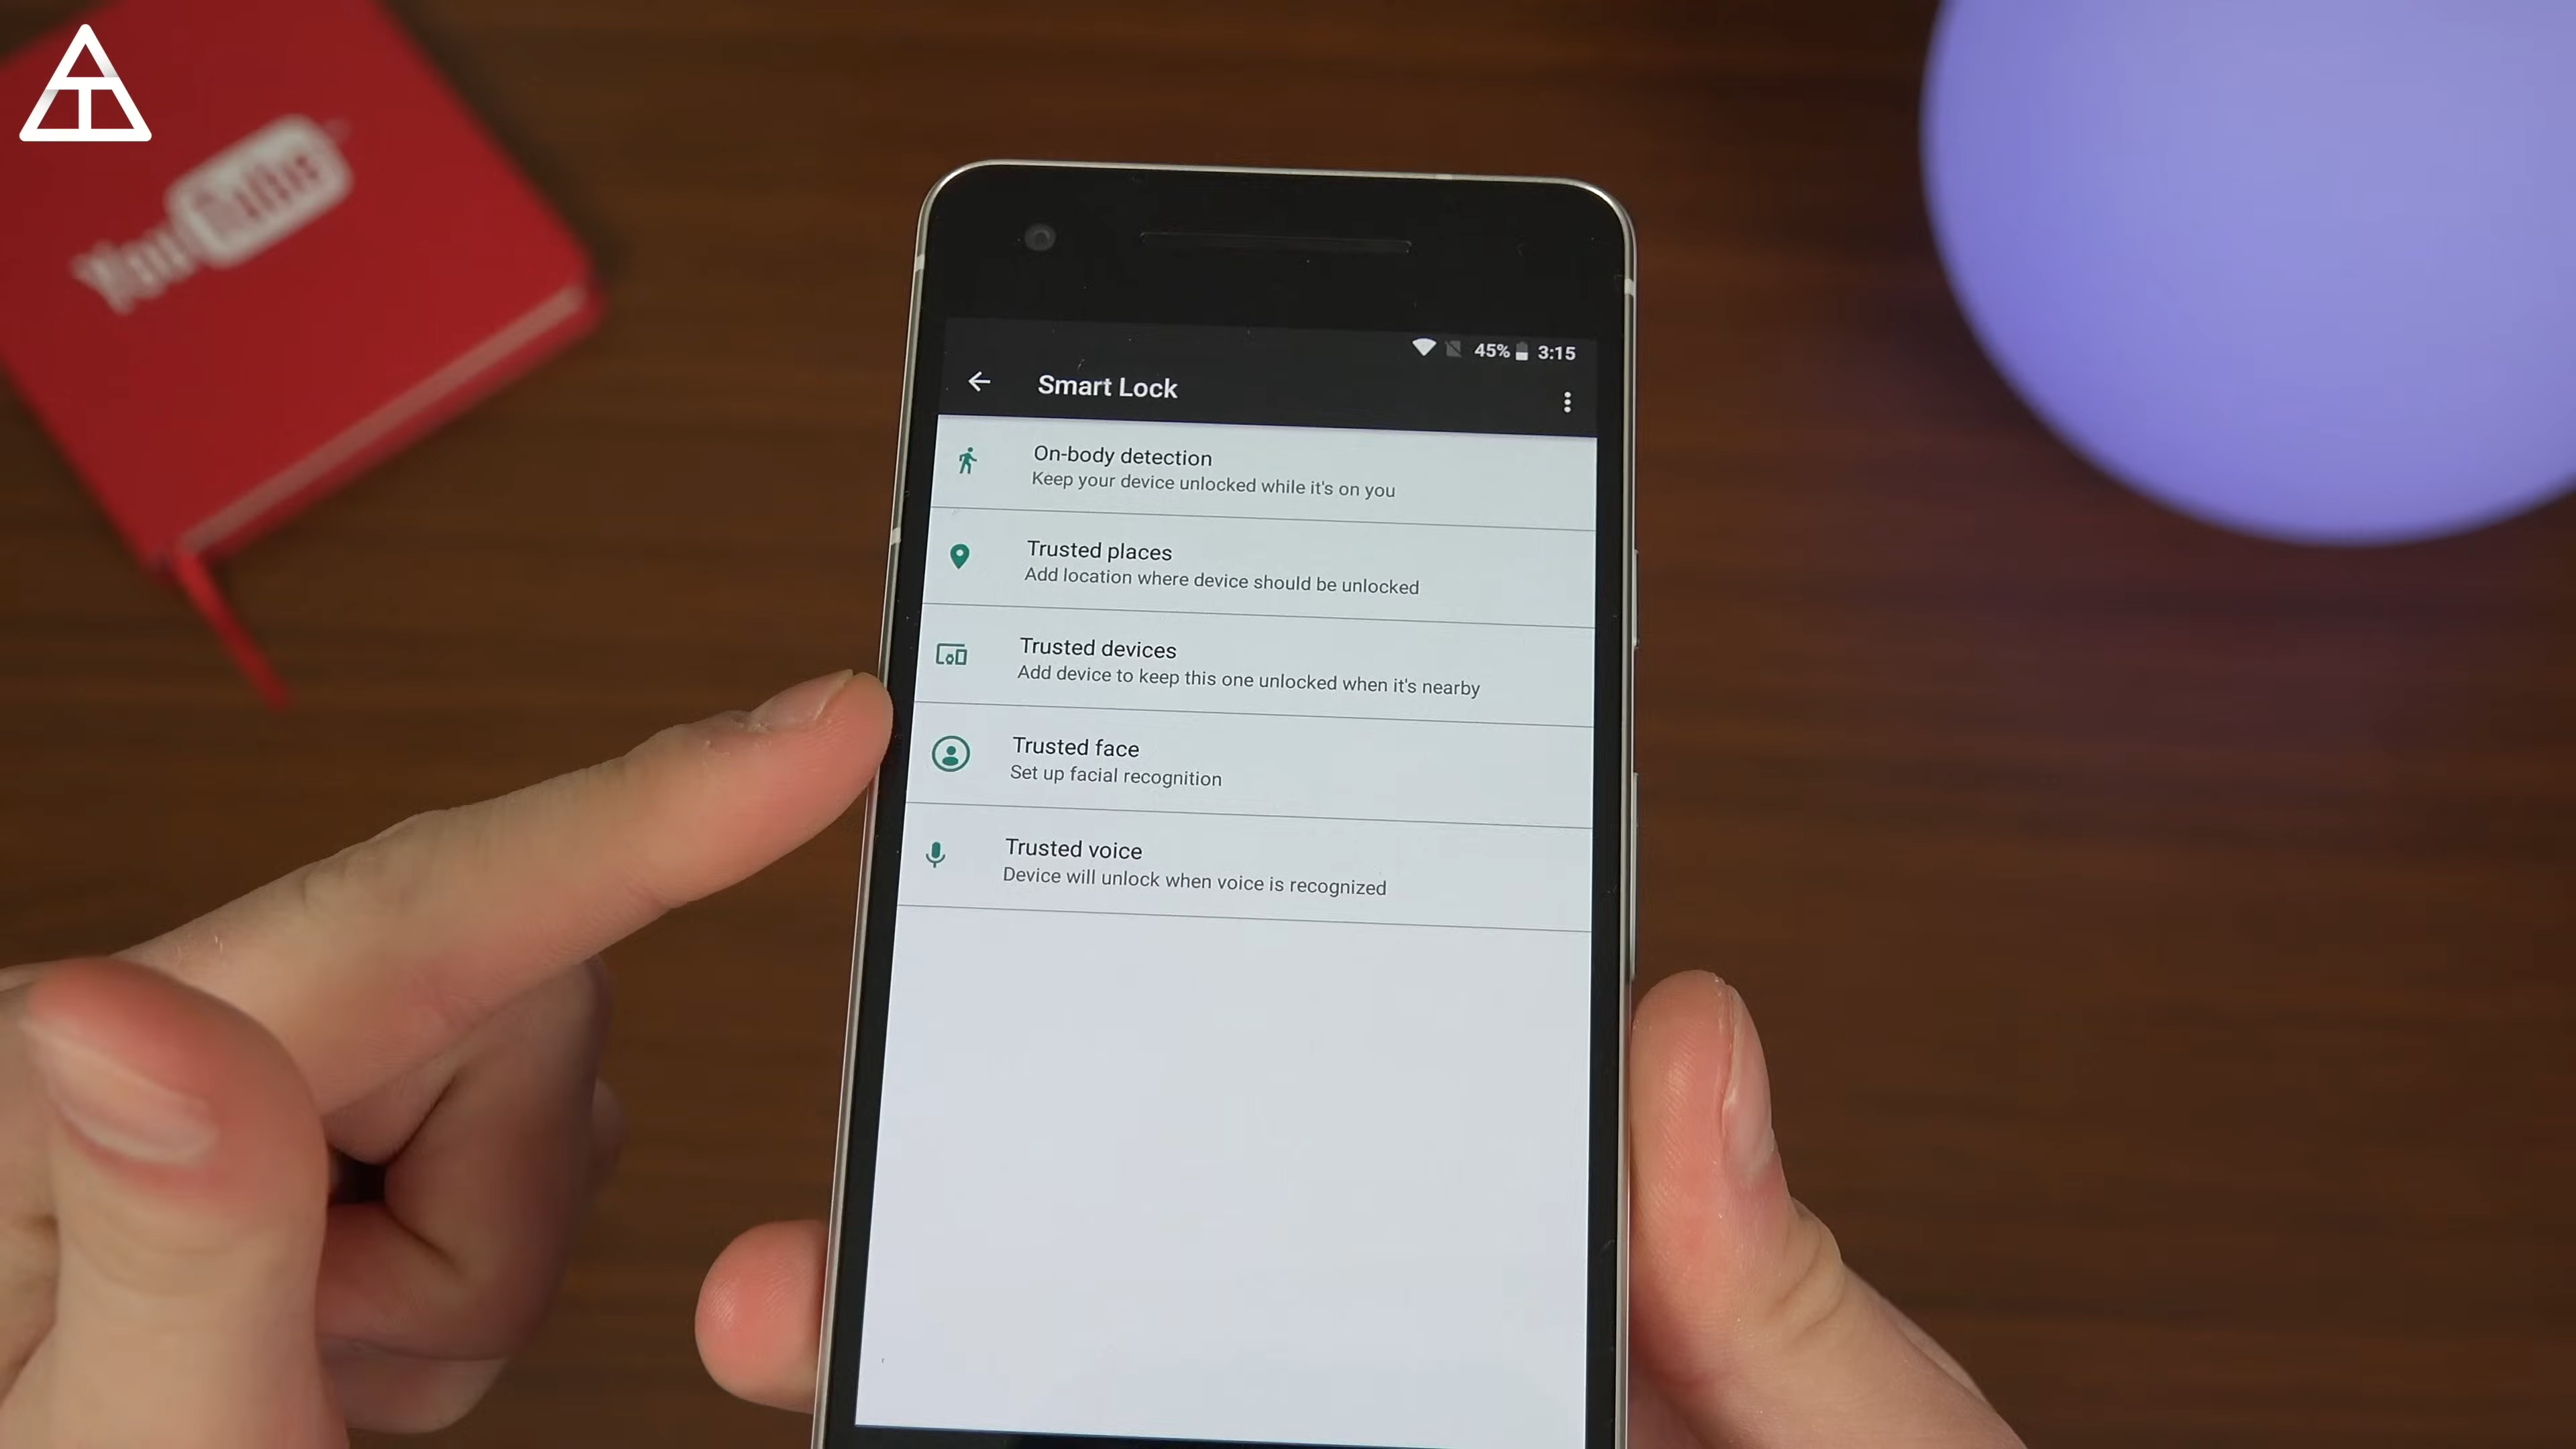 YouTube
45% 3:15
Smart Lock
On-body detection
Keep your device unlocked while it's on you
Trusted places
Add location where device should be unlocked
Trusted devices
Add device to keep this one unlocked when it's nearby
Trusted face
Set up facial recognition
Trusted voice
Device will unlock when voice is recognized